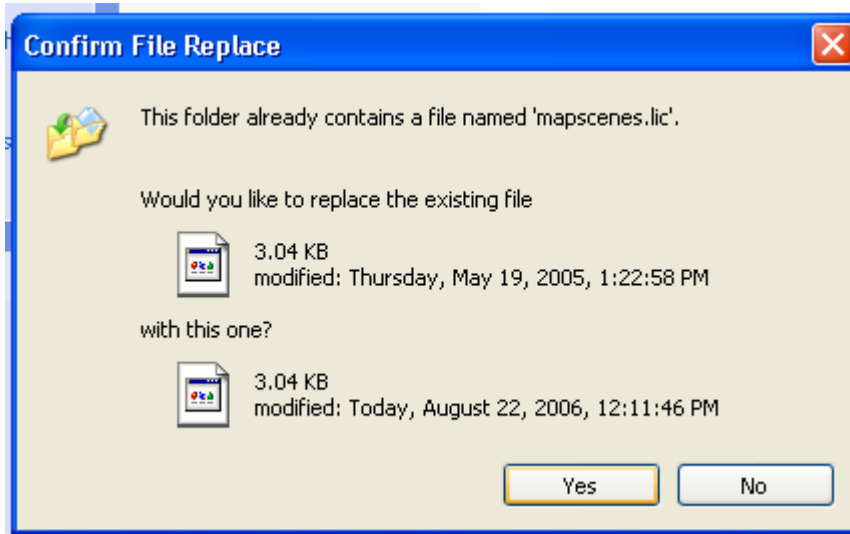 Confirm File Replace
This folder already contains a file named 'mapscenes.lic'.
Would you like to replace the existing file
3.04 KB
modified: Thursday, May 19, 2005, 1:22:58 PM
with this one?
3.04 KB
modified: Today, August 22, 2006, 12:11:46 PM
Yes No